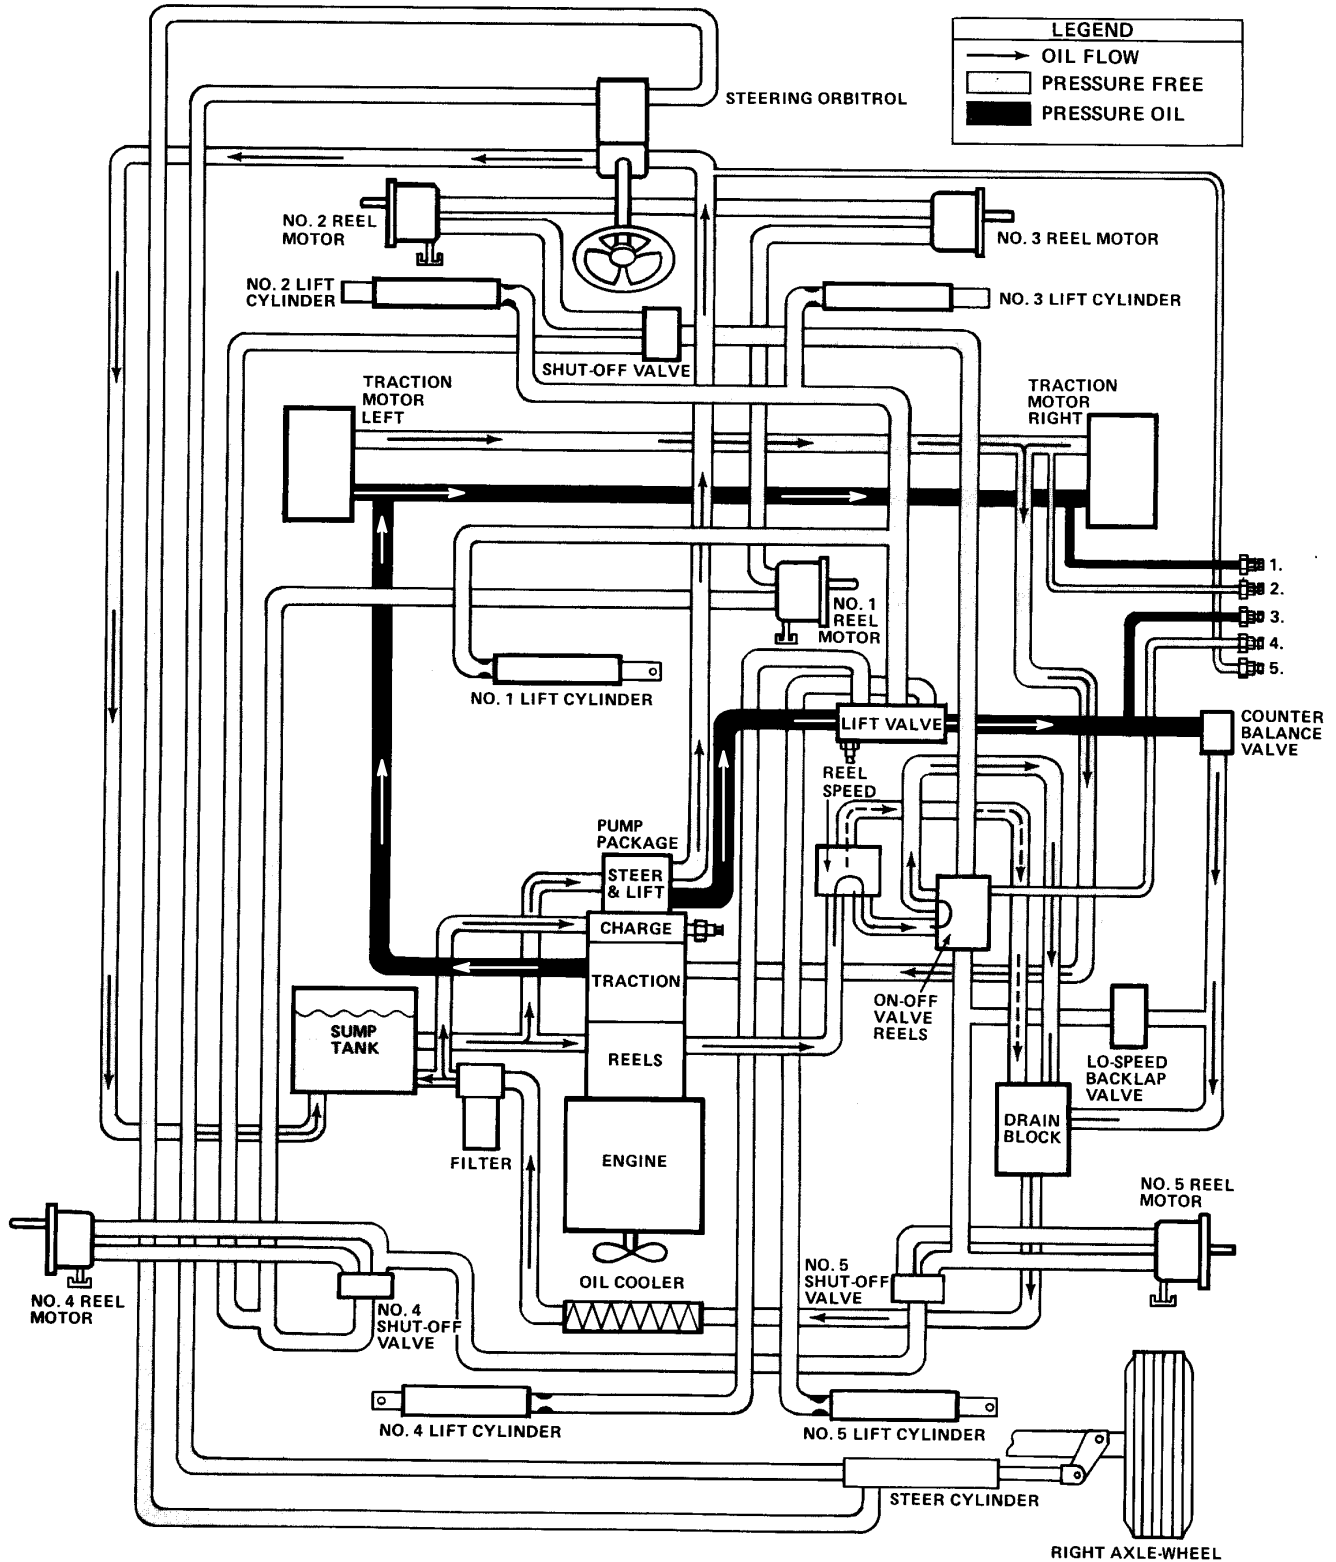 LEGEND
OIL FLOW
PRESSURE FREE
PRESSURE OIL
STEERING ORBITROL
NO. 2 REEL
MOTOR
NO. 3 REEL MOTOR
NO. 2 LIFT
CYLINDER
NO. 3 LIFT CYLINDER
SHUT-OFF VALVE
TRACTION
MOTOR
LEFT
TRACTION
MOTOR
RIGHT
1.
2.
3.
4.
5.
NO. 1
REEL
MOTOR
NO. 1 LIFT CYLINDER
LIFT VALVE
COUNTER
BALANCE
VALVE
REEL
SPEED
PUMP
PACKAGE
STEER
& LIFT
CHARGE
TRACTION
REELS
SUMP
TANK
ON-OFF
VALVE
REELS
LO-SPEED
BACKLAP
VALVE
DRAIN
BLOCK
FILTER
ENGINE
NO. 5 REEL
MOTOR
OIL COOLER
NO. 5
SHUT-OFF
VALVE
NO. 4 REEL
MOTOR
NO. 4
SHUT-OFF
VALVE
NO. 4 LIFT CYLINDER
NO. 5 LIFT CYLINDER
STEER CYLINDER
RIGHT AXLE-WHEEL